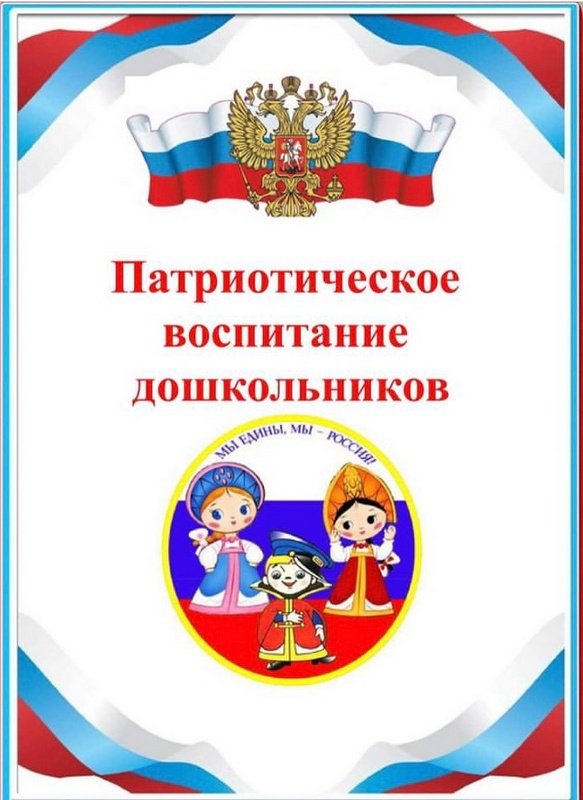 Патриотическое
воспитание
дошкольников
МЫ ЕДИНЫ, МЫ – РОССИЯ!